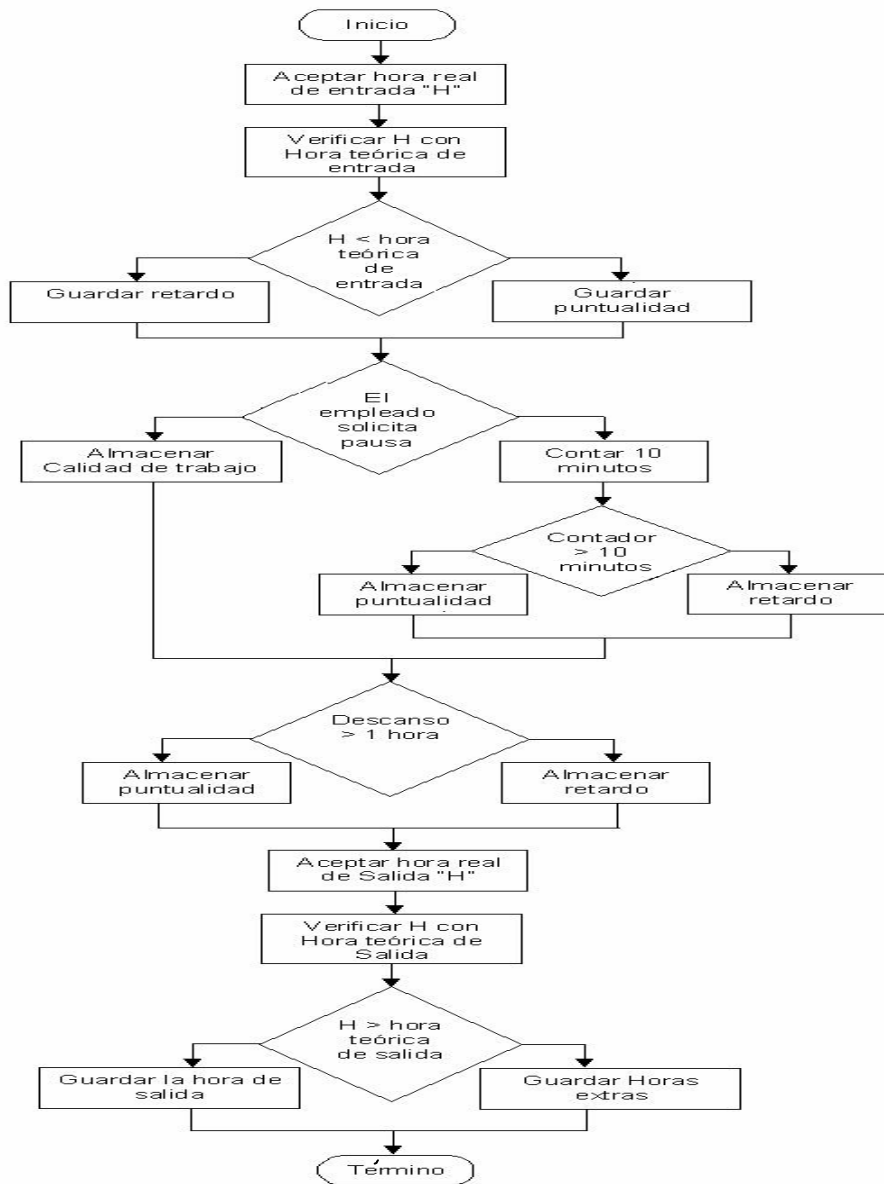 Inicio
Aceptar hora real
de entrada "H"
Verificar H con
Hora teórica de
entrada
H < hora
teórica
de
entrada
Guardar retardo
Guardar
puntualidad
El
empleado
solicita
pausa
Almacenar
Calidad de trabajo
Contar 10
minutos
Contador
> 10
minutos
Almacenar
puntualidad
Almacenar
retardo
Descanso
> 1 hora
Almacenar
puntualidad
Almacenar
retardo
Aceptar hora real
de Salida "H"
Verificar H con
Hora teórica de
Salida
H > hora
teórica
de salida
Guardar la hora de
salida
Guardar Horas
extras
Término